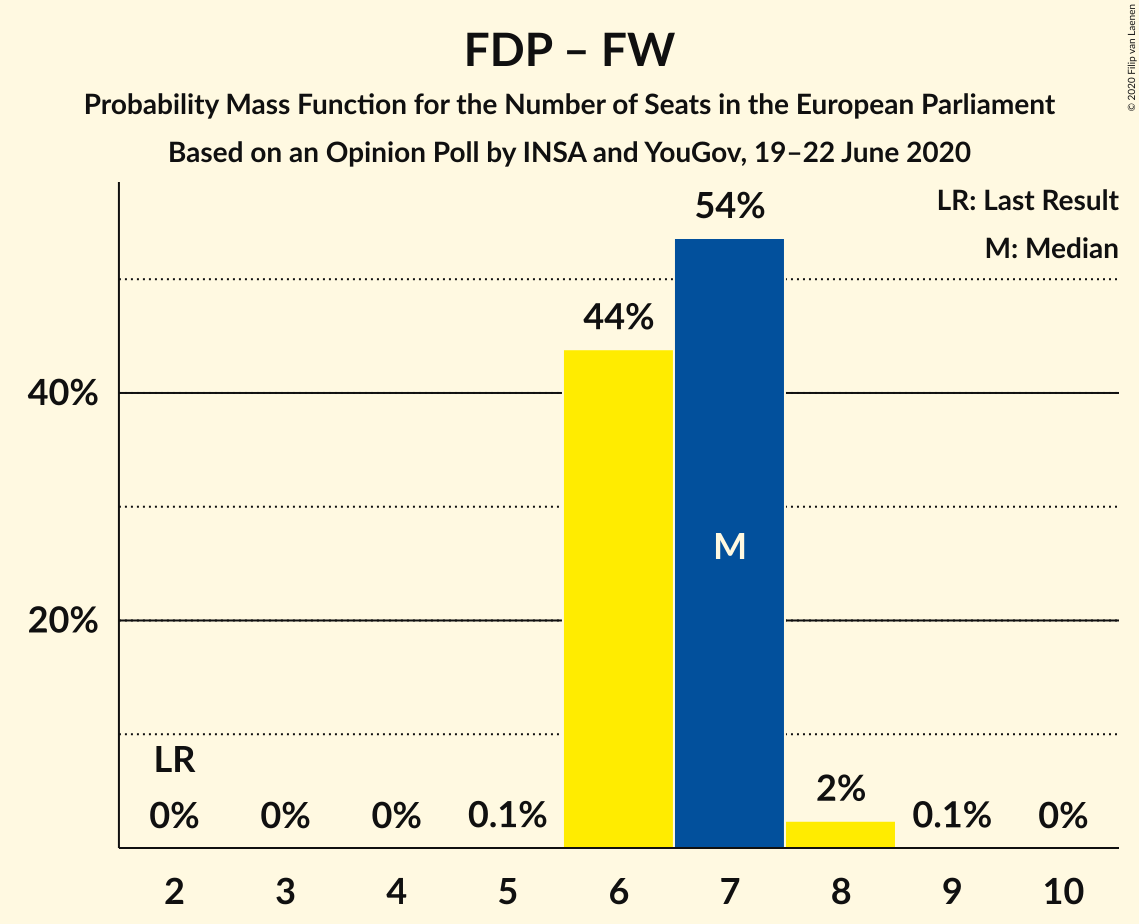 FDP – FW
Probability Mass Function for the Number of Seats in the European Parliament
Based on an Opinion Poll by INSA and YouGov, 19–22 June 2020
© 2020 Filip van Laenen
LR: Last Result
M: Median
54%
44%
40%
M
20%
LR
0% 0% 0% 0.1% 2% 0.1% 0%
2 3 4 5 6 7 8 9 10